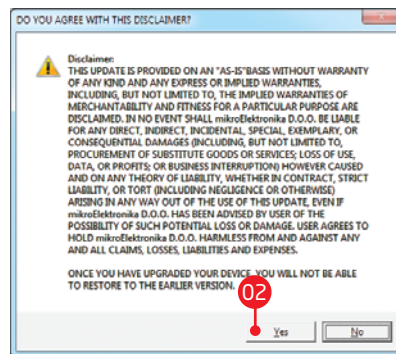 DO YOU AGREE WITH THIS DISCLAIMER?
Disclaimer:
THIS UPDATE IS PROVIDED ON AN "AS-IS"BASIS WITHOUT WARRANTY
OF ANY KIND AND ANY EXPRESS OR IMPLIED WARRANTIES,
INCLUDING, BUT NOT LIMITED TO, THE IMPLIED WARRANTIES OF
MERCHANTABILITY AND FITNESS FOR A PARTICULAR PURPOSE ARE
DISCLAIMED. IN NO EVENT SHALL mikroElektronika D.O.O. BE LIABLE
FOR ANY DIRECT, INDIRECT, INCIDENTAL, SPECIAL, EXEMPLARY, OR
CONSEQUENTIAL DAMAGES (INCLUDING, BUT NOT LIMITED TO,
PROCUREMENT OF SUBSTITUTE GOODS OR SERVICES; LOSS OF USE,
DATA, OR PROFITS; OR BUSINESS INTERRUPTION) HOWEVER CAUSED
AND ON ANY THEORY OF LIABILITY, WHETHER IN CONTRACT, STRICT
LIABILITY, OR TORT (INCLUDING NEGLIGENCE OR OTHERWISE)
ARISING IN ANY WAY OUT OF THE USE OF THIS UPDATE, EVEN IF
mikroElektronika D.O.O. HAS BEEN ADVISED BY USER OF THE
POSSIBILITY OF SUCH POTENTIAL LOSS OR DAMAGE. USER AGREES TO
HOLD mikroElektronika D.O.O. HARMLESS FROM AND AGAINST ANY
AND ALL CLAIMS, LOSSES, LIABILITIES AND EXPENSES.
ONCE YOU HAVE UPGRADED YOUR DEVICE, YOU WILL NOT BE ABLE
TO RESTORE TO THE EARLIER VERSION.
02
Yes
No